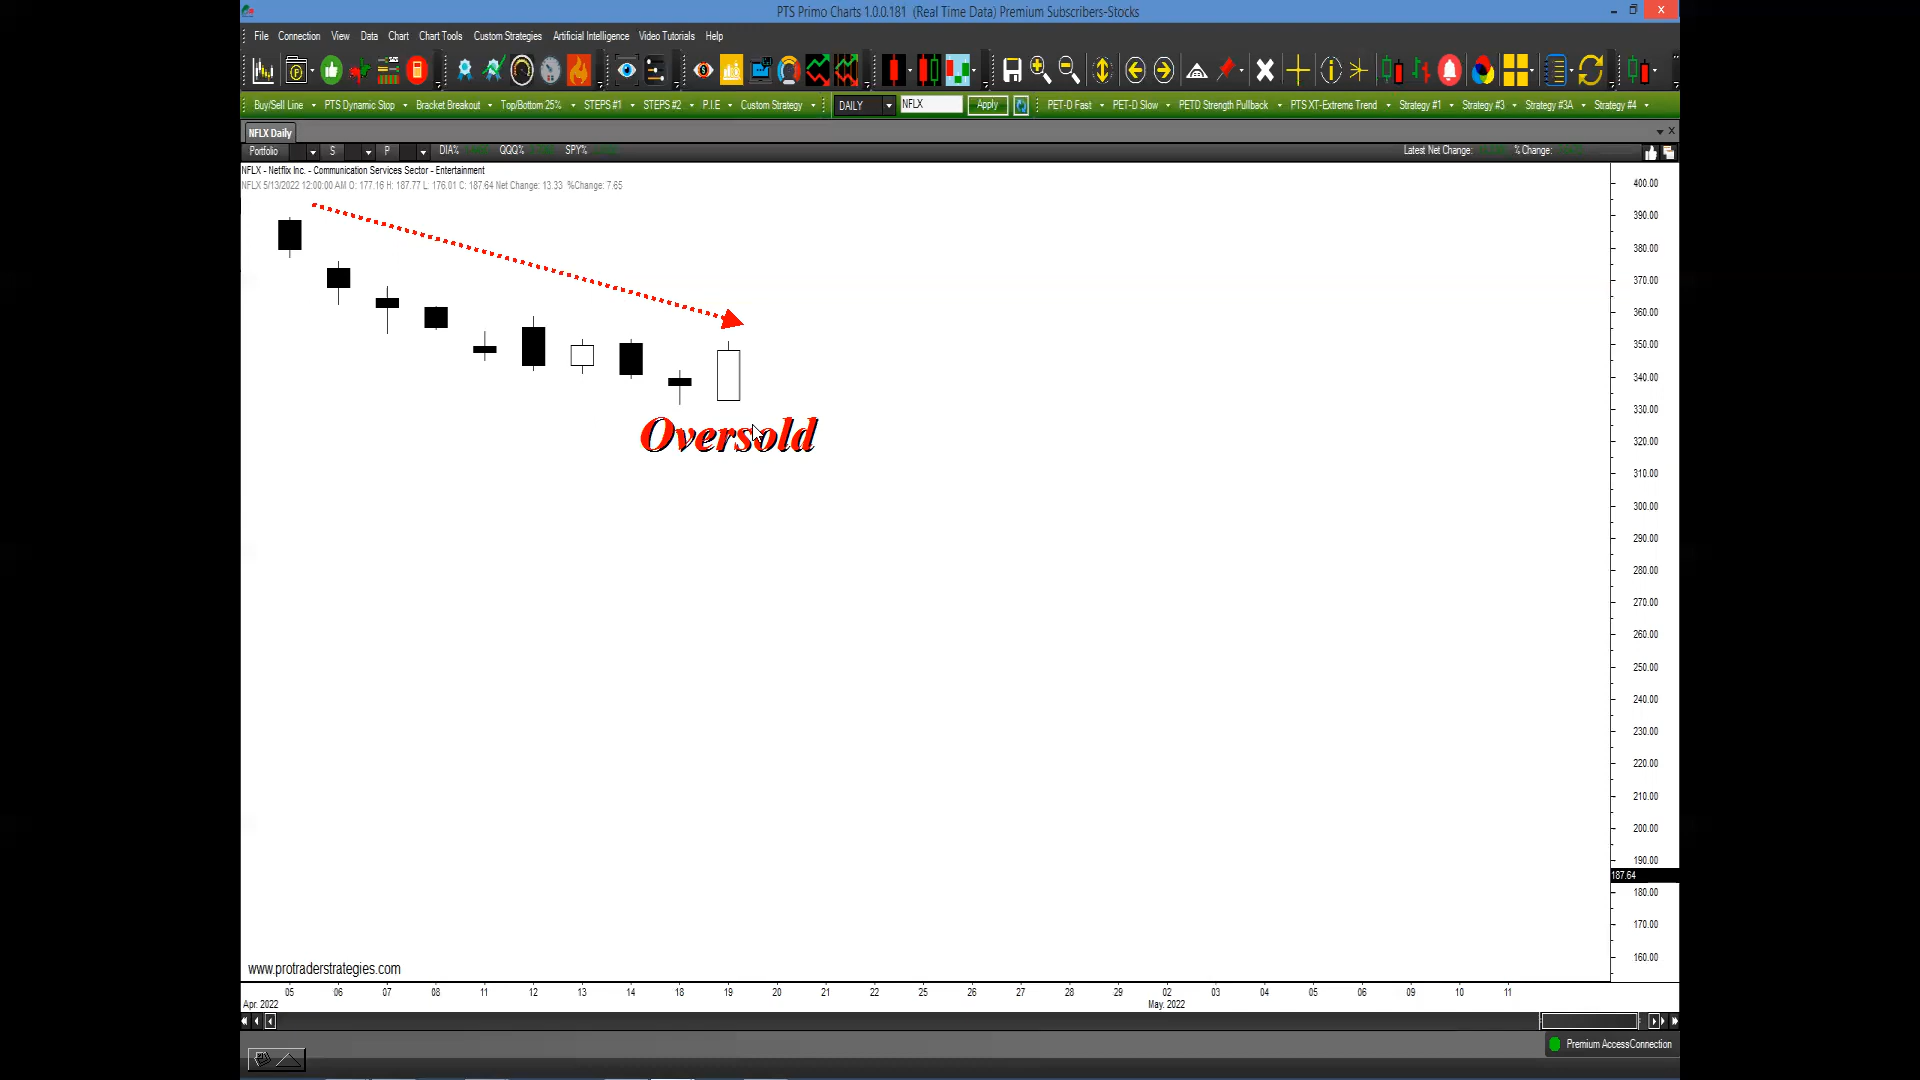 PTS Primo Charts 1.0.0.181 (Real Time Data) Premium Subscribers-Stocks
File Connection View Data Chart Chart Tools Custom Strategies Artificial Intelligence Video Tutorials Help
Buy/Sell Line PTS Dynamic Stop Bracket Breakout Top/Bottom 25% STEPS #1 STEPS #2 P.I.E Custom Strategy DAILY NFLX Apply PET-D Fast PET-D Slow PETD Strength Pullback PTS XT-Extreme Trend Strategy #1 Strategy #3 Strategy #3A Strategy #4
NFLX Daily
Portfolio S P DIA% QQQ% SPY% Latest Net Change: % Change:
NFLX - Netflix Inc. - Communication Services Sector - Entertainment
NFLX 5/13/2022 12:00:00 AM O: 177.16 H: 187.77 L: 176.01 C: 187.64 Net Change: 13.33 %Change: 7.65
400.00
390.00
380.00
370.00
360.00
350.00
340.00
330.00
Oversold
320.00
310.00
300.00
290.00
280.00
270.00
260.00
250.00
240.00
230.00
220.00
210.00
200.00
190.00
187.64
180.00
170.00
160.00
www.protraderstrategies.com
05 06 07 08 11 12 13 14 18 19 20 21 22 25 26 27 28 29 02 03 04 05 06 09 10 11
Apr. 2022 May. 2022
Premium AccessConnection